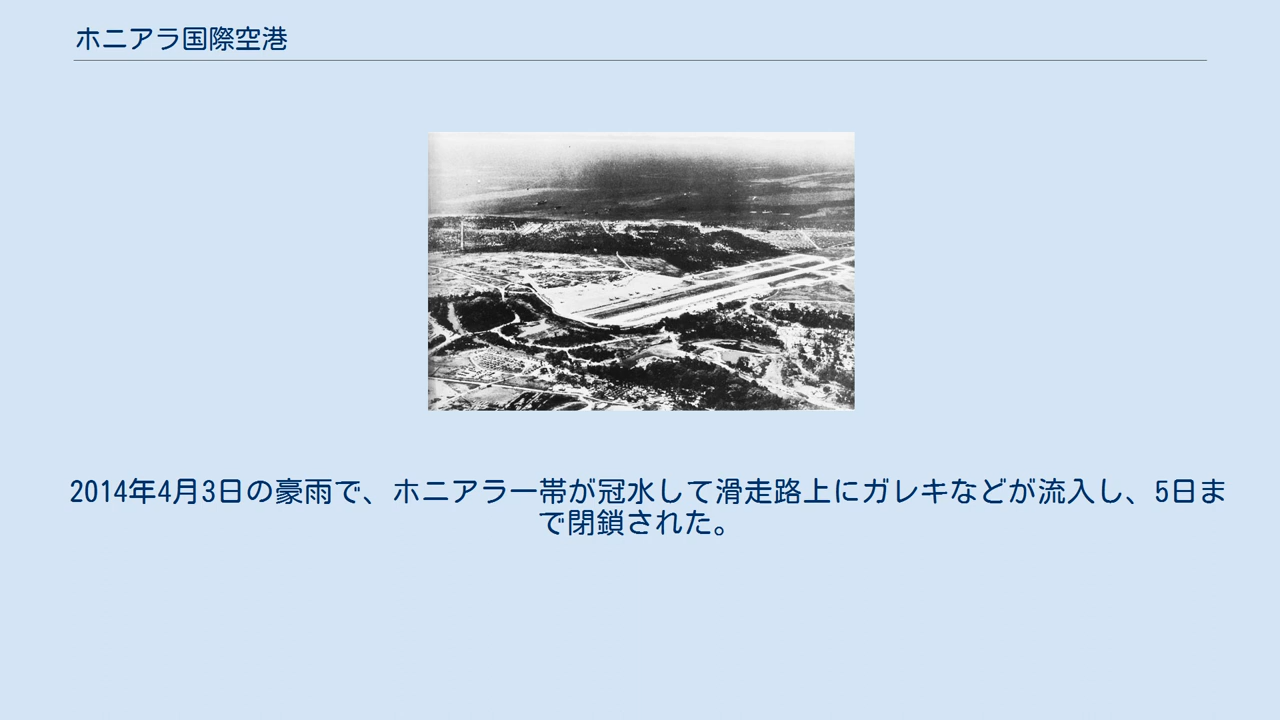 ホニアラ国際空港
2014年4月3日の豪雨で、ホニアラ一帯が冠水して滑走路上にガレキなどが流入し、5日ま
で閉鎖された。